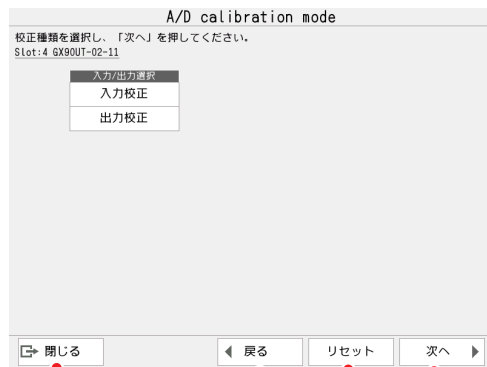 A/D calibration mode
校正種類を選択し、「次へ」を押してください。
Slot:4 GX90UT-02-11
入力/出力選択
入力校正
出力校正
閉じる
戻る
リセット
次へ